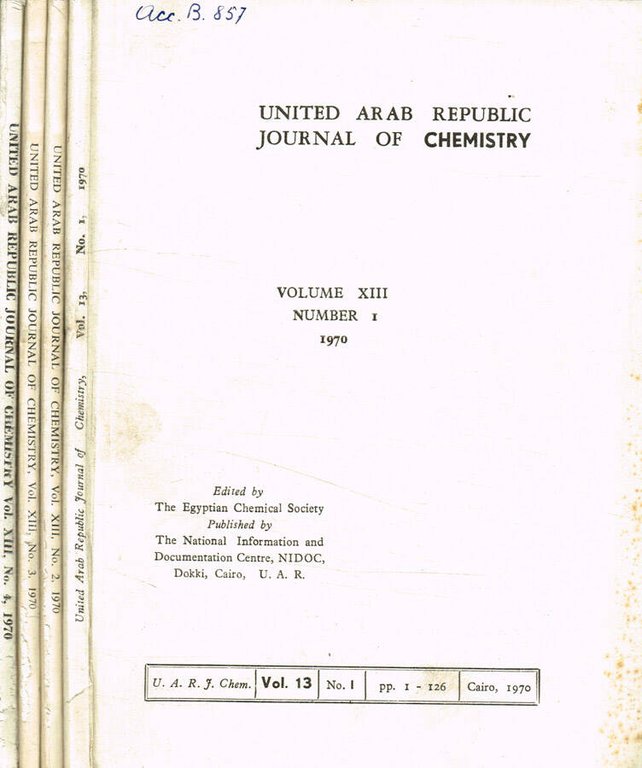 Acc. B. 857
UNITED ARAB REPUBLIC
JOURNAL OF CHEMISTRY
VOLUME XIII
NUMBER 1
1970
Edited by
The Egyptian Chemical Society
Published by
The National Information and
Documentation Centre, NIDOC,
Dokki, Cairo, U. A. R.
U. A. R. J. Chem. Vol. 13 No. 1 pp. 1 - 126 Cairo, 1970
UNITED ARAB REPUBLIC JOURNAL OF CHEMISTRY Vol. XIII, No. 4, 1970
UNITED ARAB REPUBLIC JOURNAL OF CHEMISTRY, Vol. XIII, No. 3. 1970
UNITED ARAB REPUBLIC JOURNAL OF CHEMISTRY, Vol. XIII, No. 2. 1970
United Arab Republic Journal of Chemistry, Vol. 13, No. 1, 1970